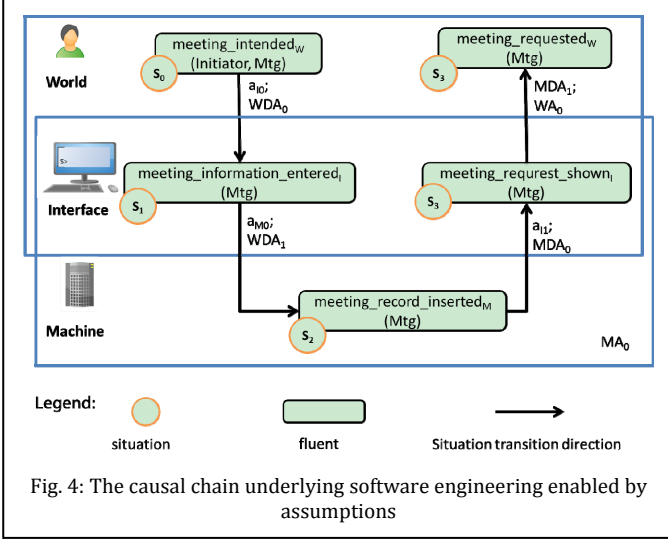 meeting_intendedW
(Initiator, Mtg)
S0
World
aI0;
WDA0
meeting_requestedW
(Mtg)
S3
MDA1;
WA0
S>
Interface
meeting_information_enteredI
(Mtg)
S1
aM0;
WDA1
meeting_requrest_shownI
(Mtg)
S3
aI1;
MDA0
Machine
meeting_record_insertedM
(Mtg)
S2
MA0
Legend:
situation
fluent
Situation transition direction
Fig. 4: The causal chain underlying software engineering enabled by
assumptions